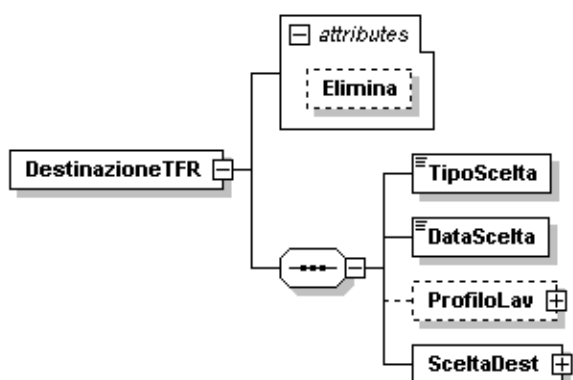 attributes
Elimina
DestinazioneTFR
TipoScelta
DataScelta
ProfiloLav
SceltaDest